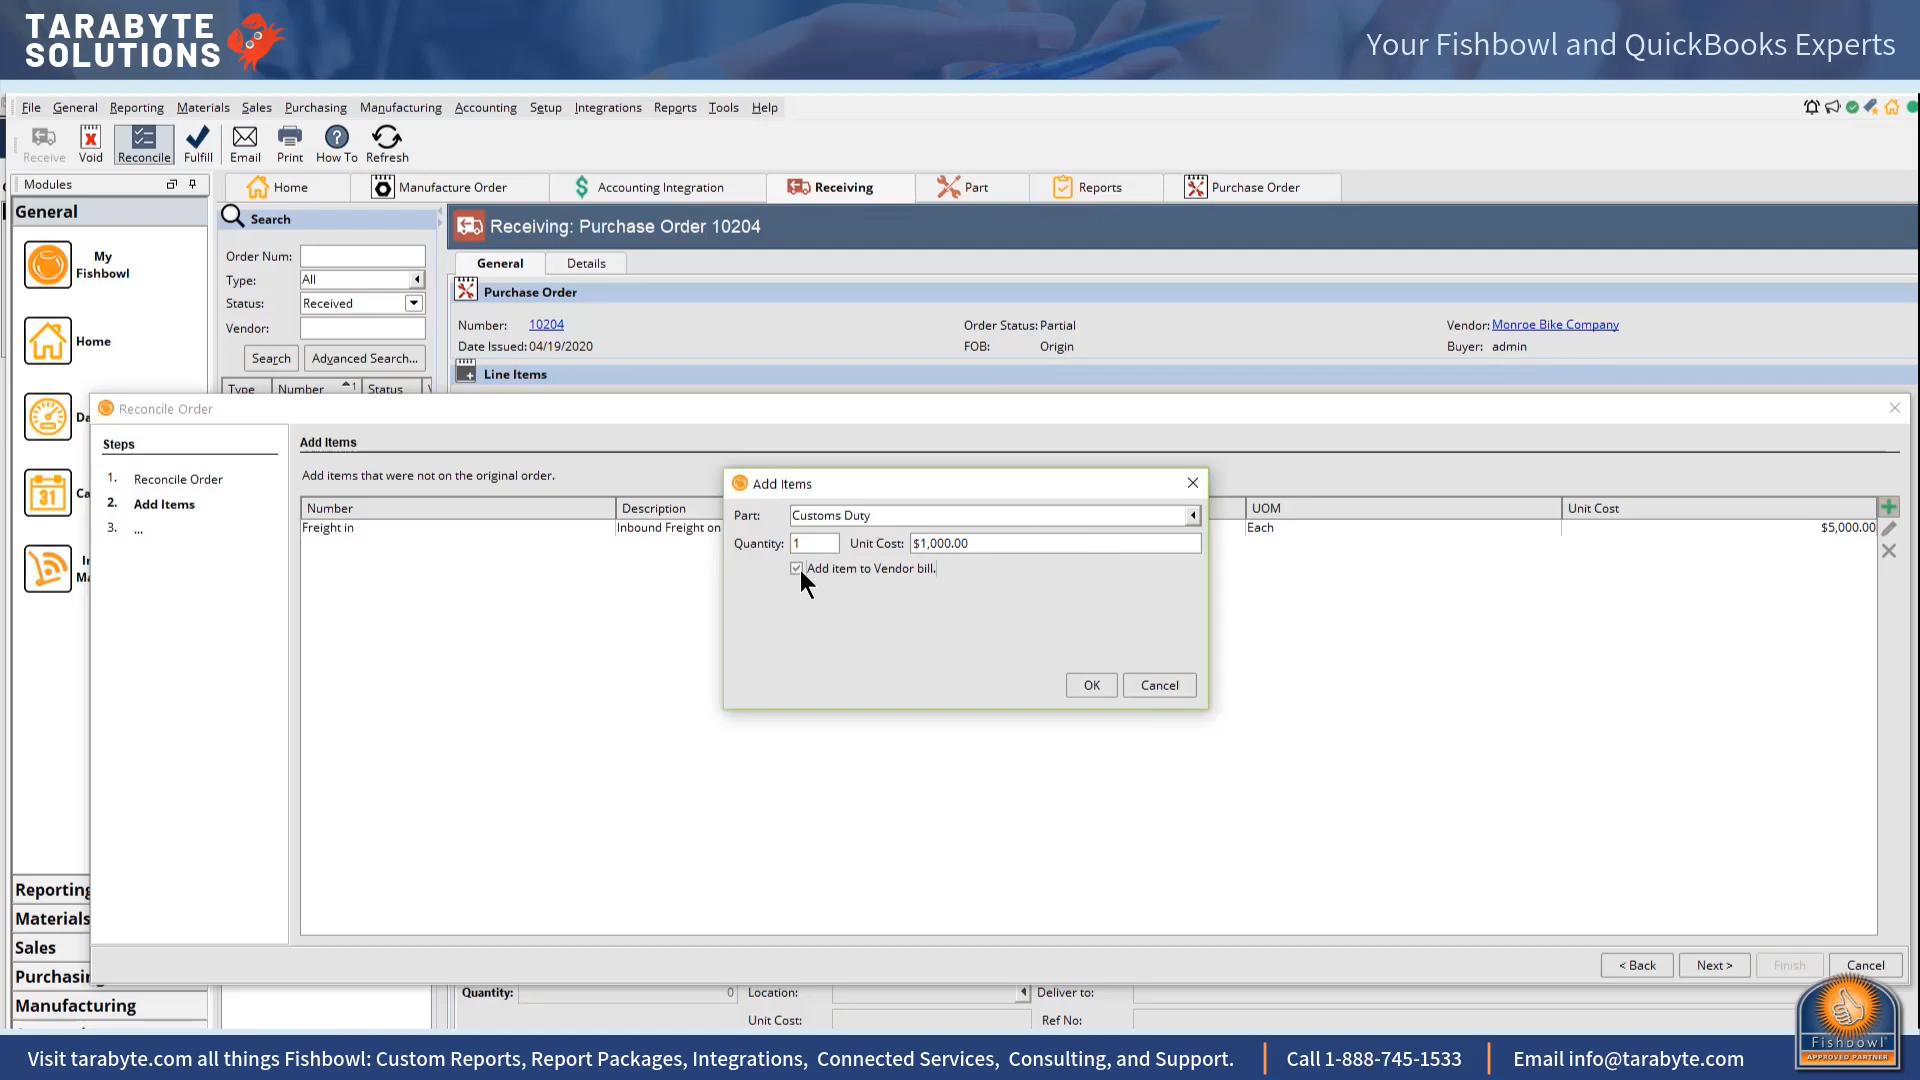 TARABYTE
SOLUTIONS
Your Fishbowl and QuickBooks Experts
File General Reporting Materials Sales Purchasing Manufacturing Accounting Setup Integrations Reports Tools Help
Receive Void Reconcile Fulfill Email Print How To Refresh
Modules
Home Manufacture Order Accounting Integration Receiving Part Reports Purchase Order
General
Search
Receiving: Purchase Order 10204
My
Fishbowl
Order Num:
General Details
Type: All
Purchase Order
Status: Received
Vendor:
Number: 10204 Order Status: Partial Vendor: Monroe Bike Company
Home
Date Issued: 04/19/2020 FOB: Origin Buyer: admin
Search Advanced Search...
Line Items
Type Number 1 Status
Da
Reconcile Order
Steps
Add Items
1. Reconcile Order
Add items that were not on the original order.
Add Items
31
Ca
2. Add Items
Number Description UOM Unit Cost
Part: Customs Duty
3. ...
Freight in Inbound Freight on Each $5,000.00
Quantity: 1 Unit Cost: $1,000.00
Add item to Vendor bill.
In
Ma
OK Cancel
Reporting
Materials
Sales
< Back Next > Finish Cancel
Purchasin
Manufacturing
Quantity: 0 Location: Deliver to:
Unit Cost: Ref No:
Fishbowl
APPROVED PARTNER
Visit tarabyte.com all things Fishbowl: Custom Reports, Report Packages, Integrations, Connected Services, Consulting, and Support. Call 1-888-745-1533 Email info@tarabyte.com